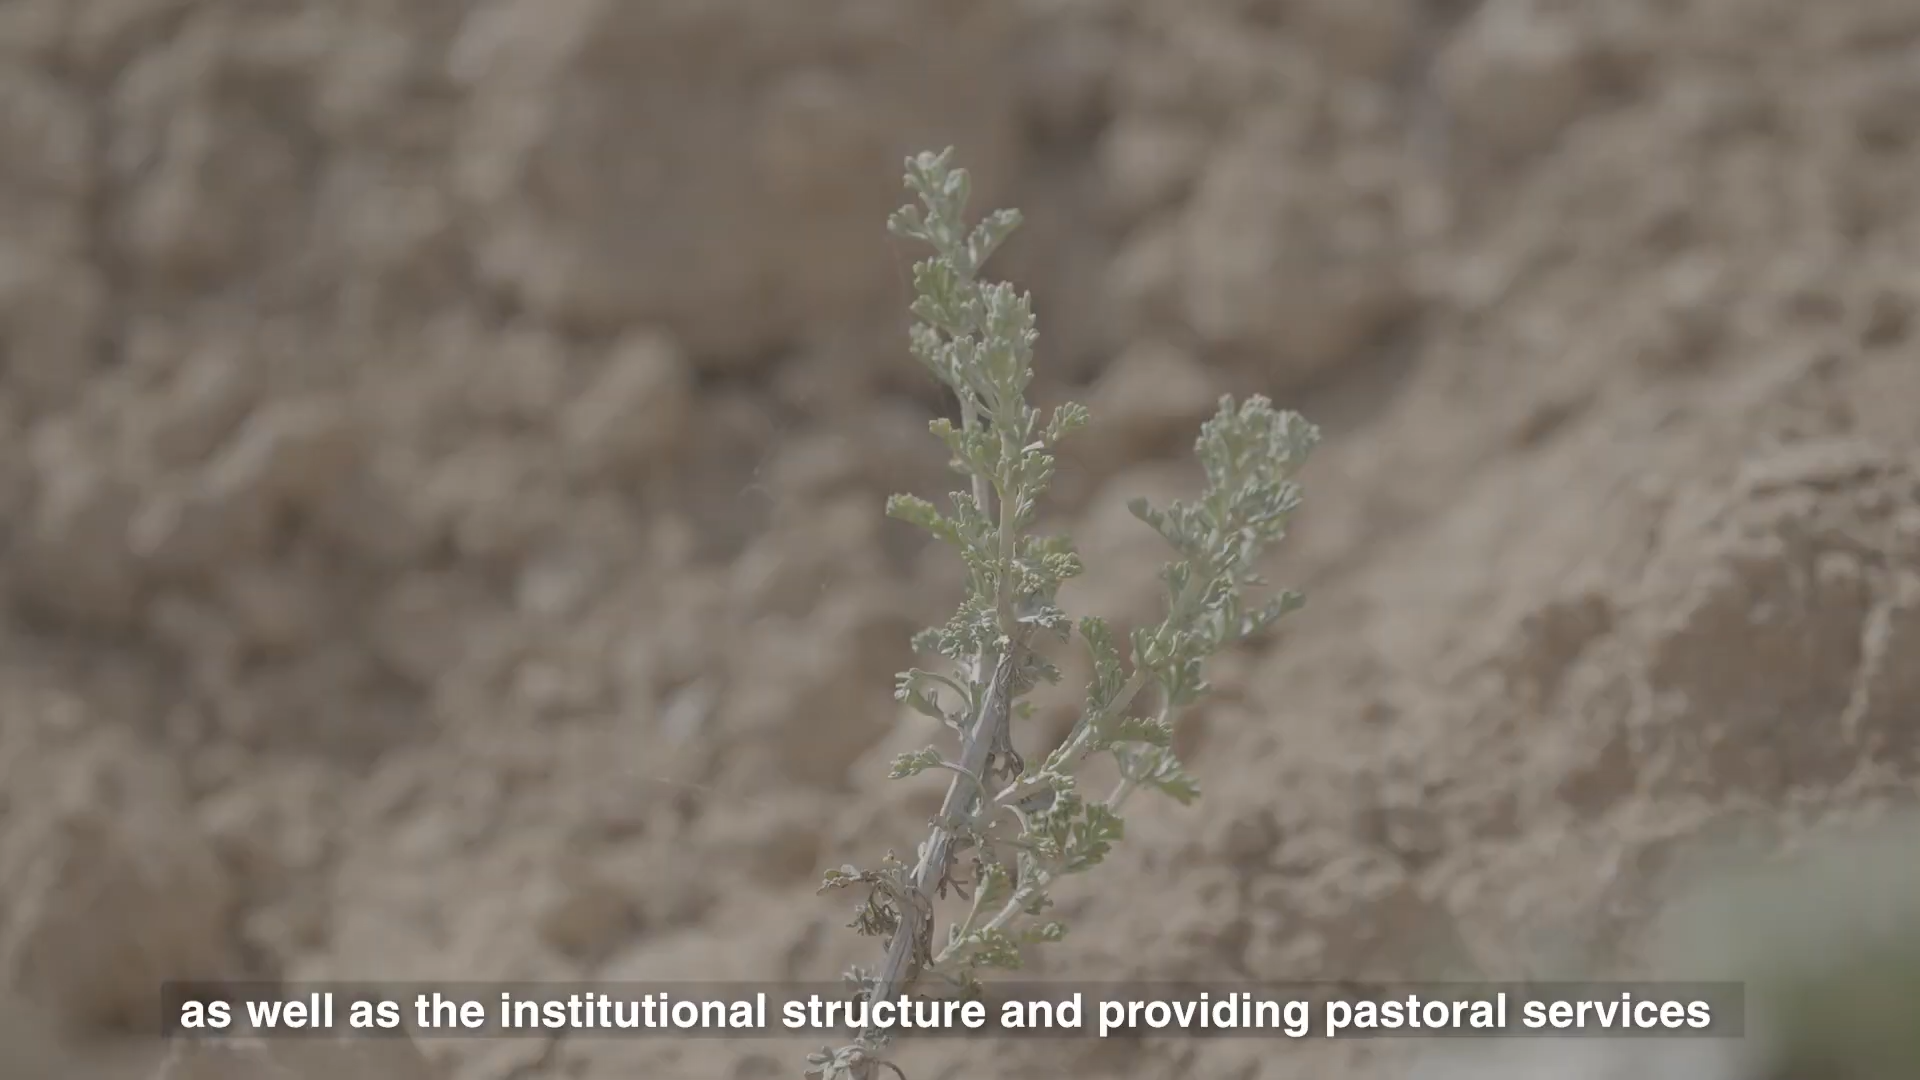 as well as the institutional structure and providing pastoral services